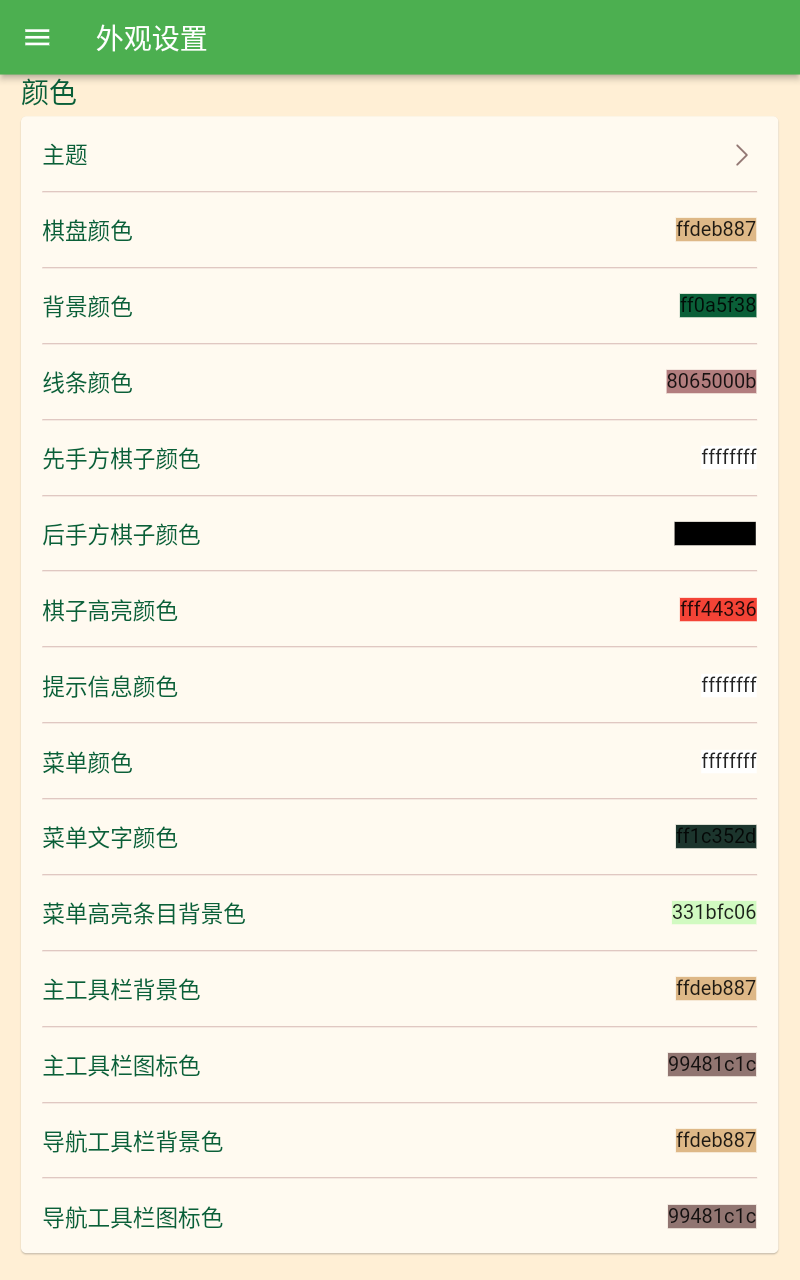 外观设置
颜色
主题
棋盘颜色 ffdeb887
背景颜色 ff0a5f38
线条颜色 8065000b
先手方棋子颜色 ffffffff
后手方棋子颜色
棋子高亮颜色 fff44336
提示信息颜色 ffffffff
菜单颜色 ffffffff
菜单文字颜色 ff1c352d
菜单高亮条目背景色 331bfc06
主工具栏背景色 ffdeb887
主工具栏图标色 99481c1c
导航工具栏背景色 ffdeb887
导航工具栏图标色 99481c1c